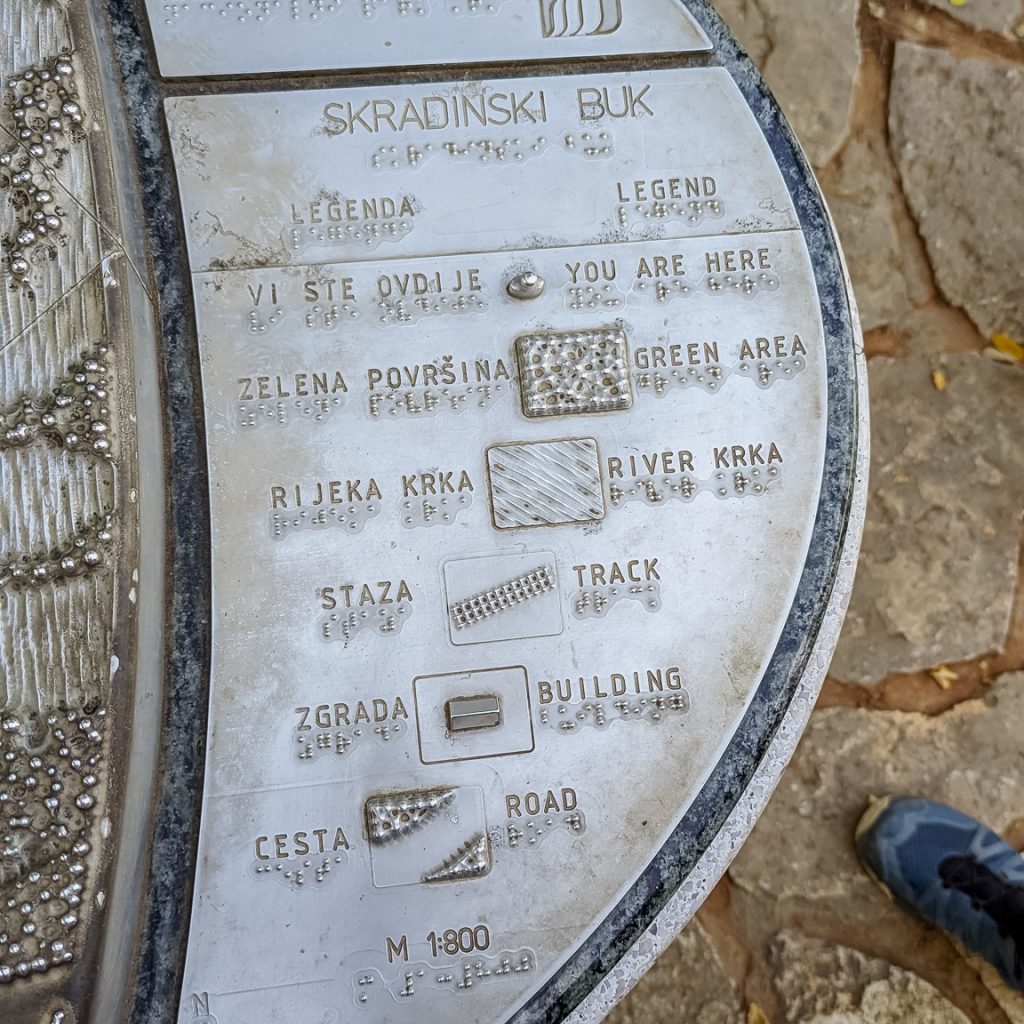 SKRADINSKI BUK
LEGENDA LEGEND
VI STE OVDIJE YOU ARE HERE
ZELENA POVRŠINA GREEN AREA
RIJEKA KRKA RIVER KRKA
STAZA TRACK
ZGRADA BUILDING
CESTA ROAD
M 1:800
N